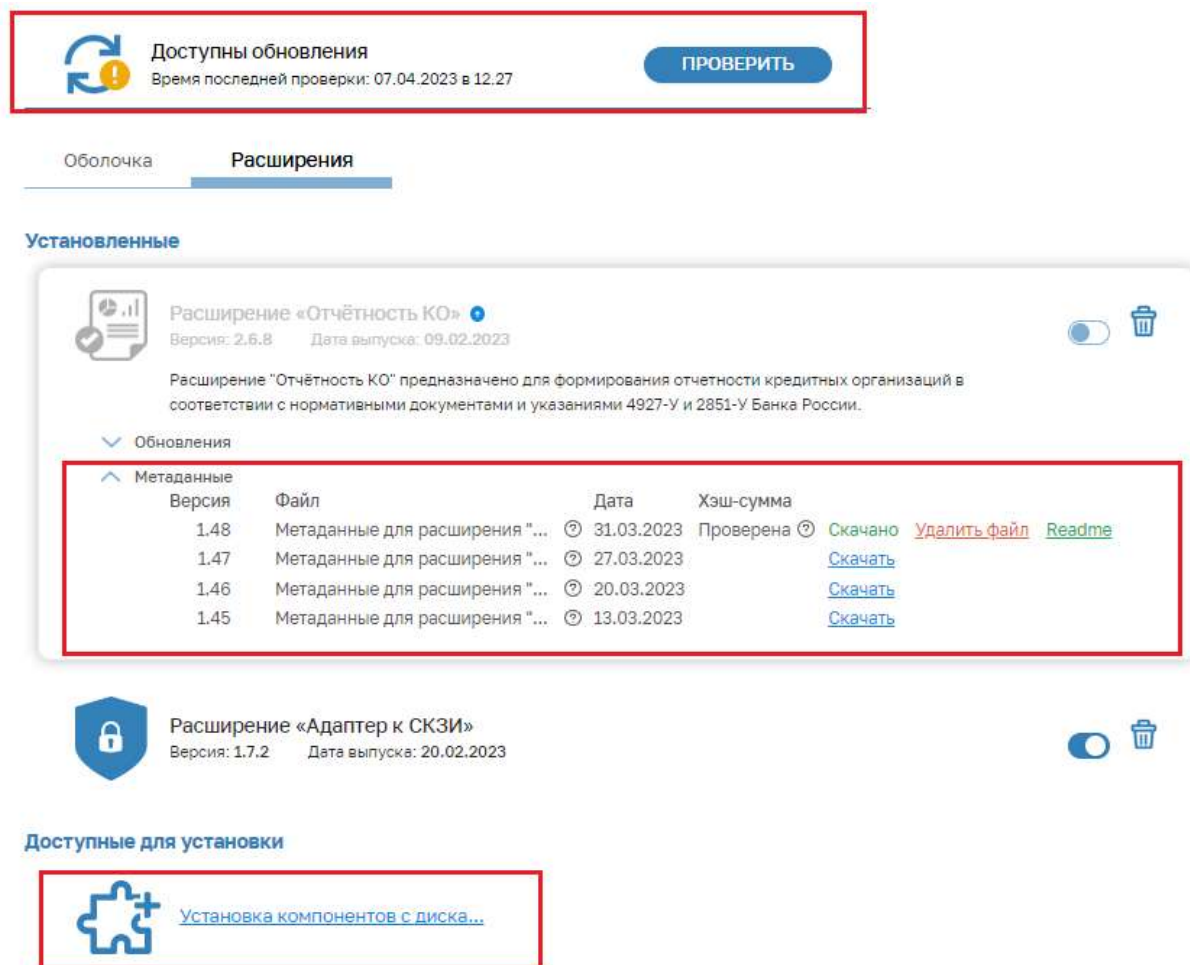 Доступны обновления
Время последней проверки: 07.04.2023 в 12.27
ПРОВЕРИТЬ
Оболочка Расширения
Установленные
Расширение «Отчётность КО»
Версия: 2.6.8 Дата выпуска: 09.02.2023
Расширение "Отчётность КО" предназначено для формирования отчетности кредитных организаций в
соответствии с нормативными документами и указаниями 4927-У и 2851-У Банка России.
Обновления
Метаданные
Версия Файл Дата Хэш-сумма
1.48 Метаданные для расширения "... 31.03.2023 Проверена Скачано Удалить файл Readme
1.47 Метаданные для расширения "... 27.03.2023 Скачать
1.46 Метаданные для расширения "... 20.03.2023 Скачать
1.45 Метаданные для расширения "... 13.03.2023 Скачать
Расширение «Адаптер к СКЗИ»
Версия: 1.7.2 Дата выпуска: 20.02.2023
Доступные для установки
Установка компонентов с диска...